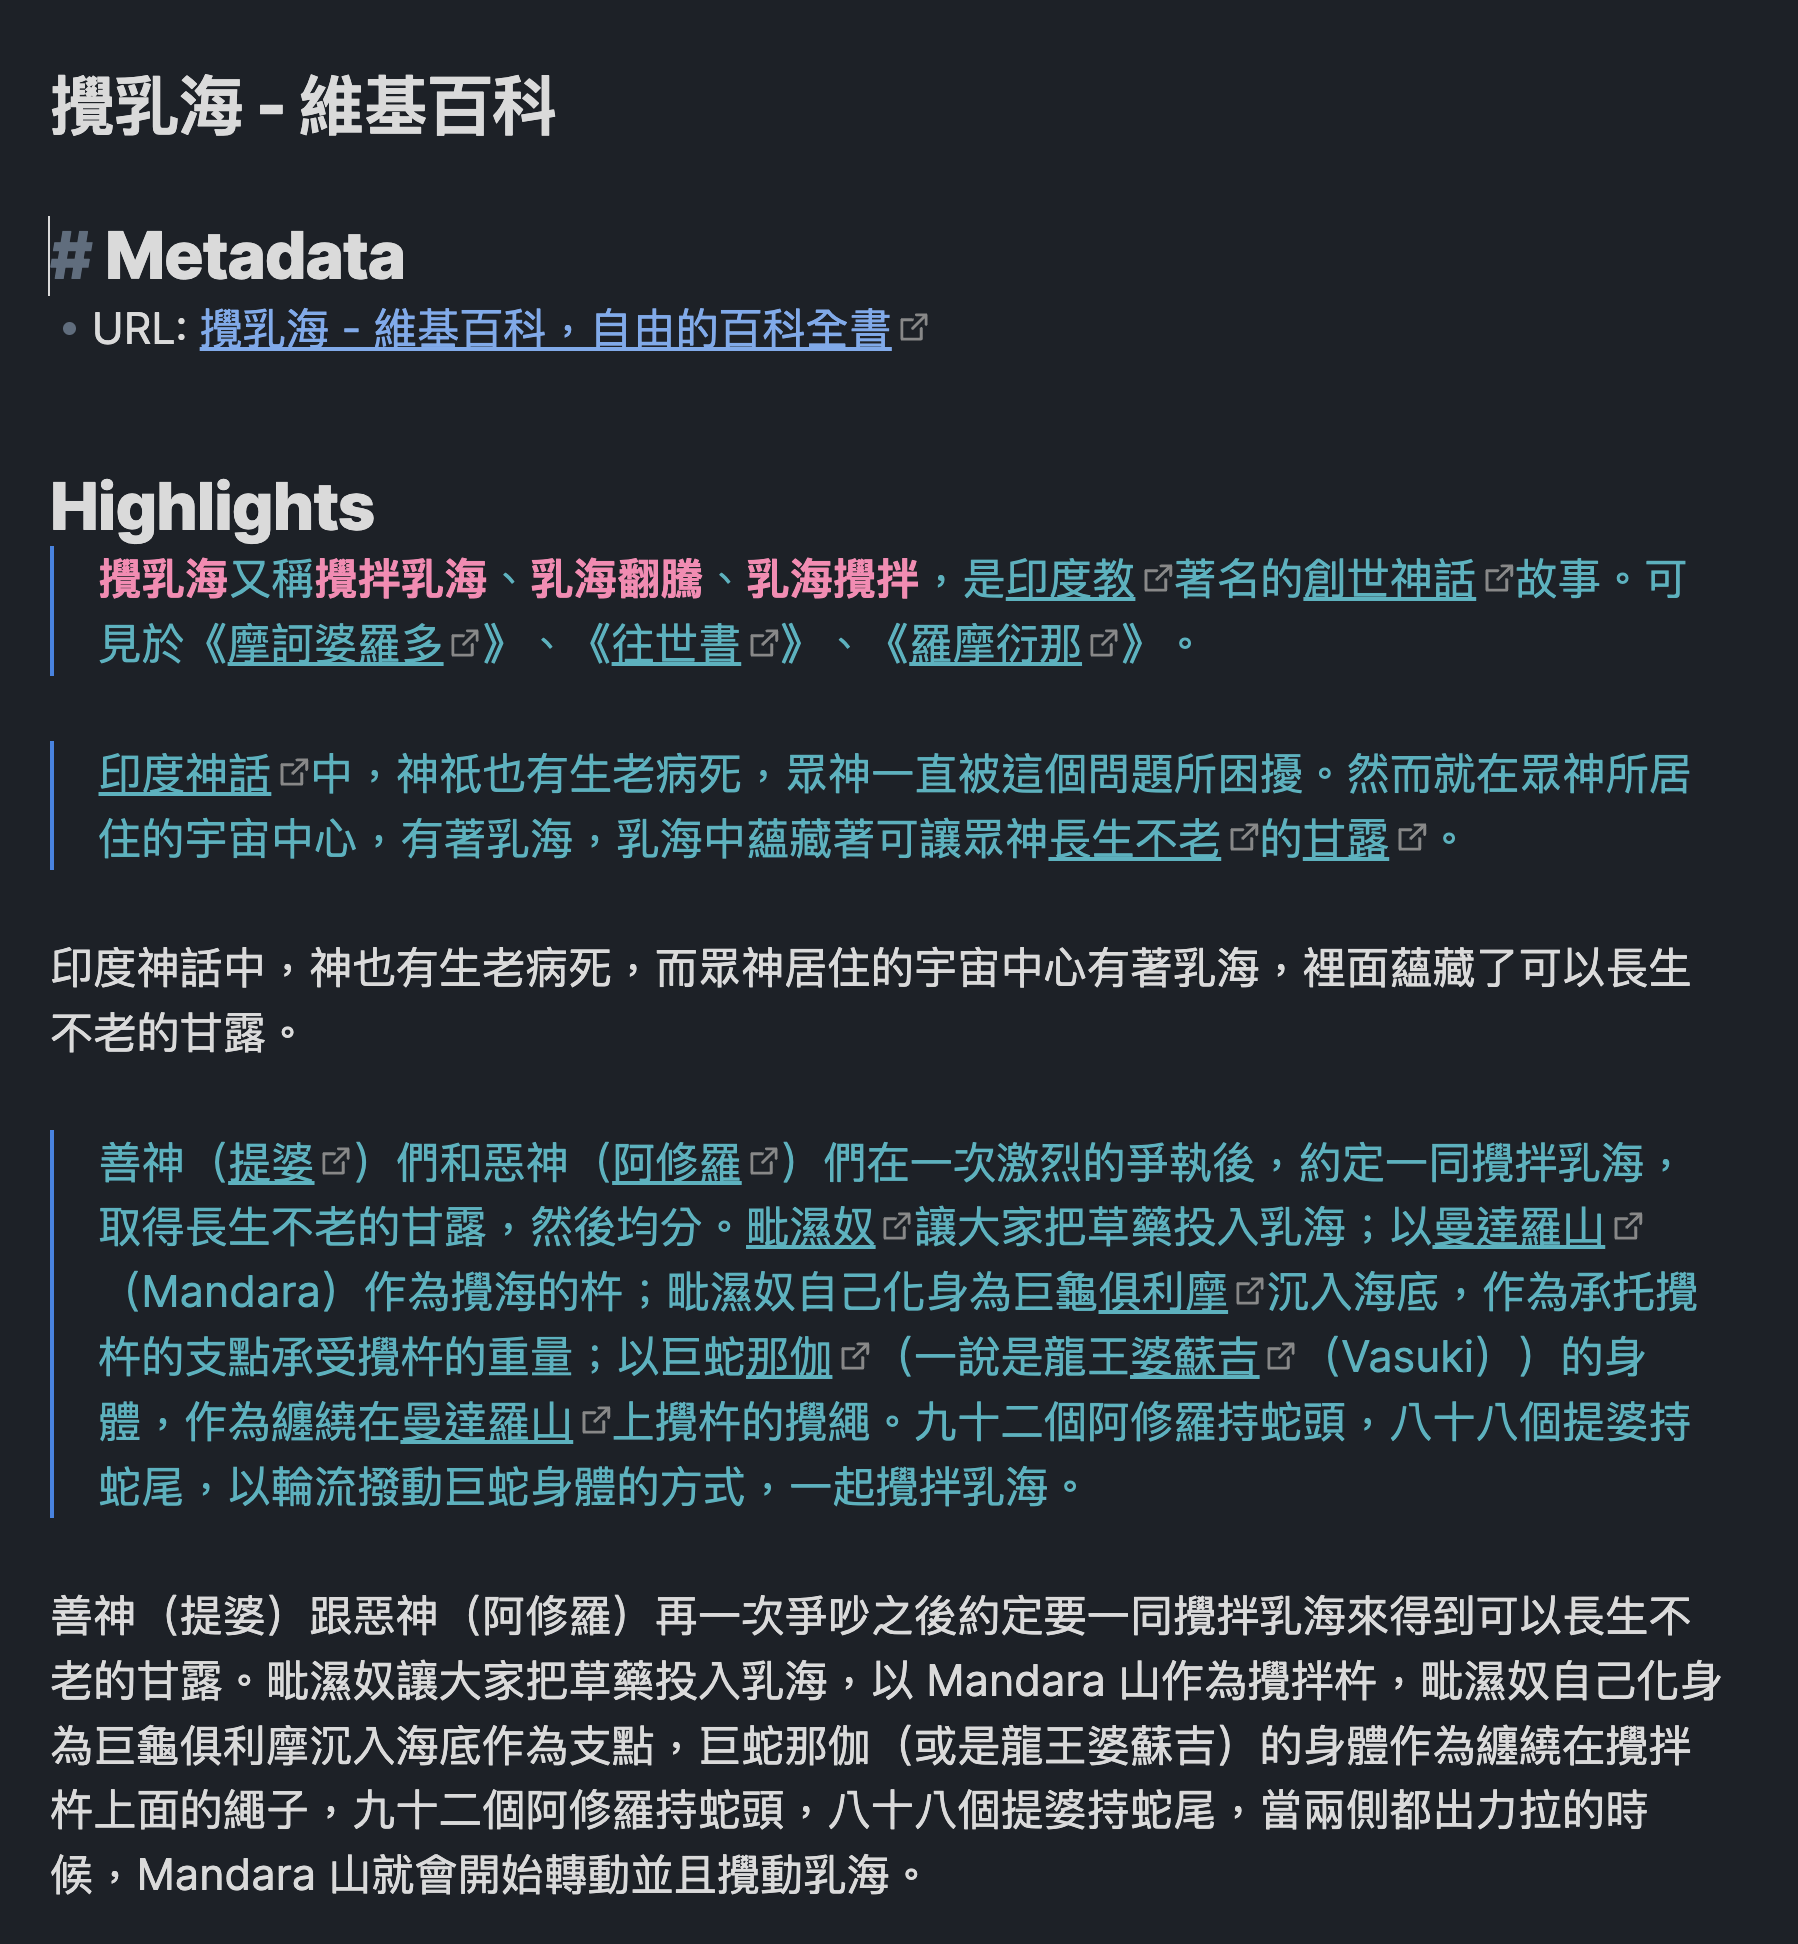 攪乳海 - 維基百科
# Metadata
• URL: 攪乳海 - 維基百科，自由的百科全書
Highlights
攪乳海又稱攪拌乳海、乳海翻騰、乳海攪拌，是印度教著名的創世神話故事。可
見於《摩訶婆羅多》、《往世書》、《羅摩衍那》。
印度神話中，神祇也有生老病死，眾神一直被這個問題所困擾。然而就在眾神所居
住的宇宙中心，有著乳海，乳海中蘊藏著可讓眾神長生不老的甘露。
印度神話中，神也有生老病死，而眾神居住的宇宙中心有著乳海，裡面蘊藏了可以長生
不老的甘露。
善神（提婆）們和惡神（阿修羅）們在一次激烈的爭執後，約定一同攪拌乳海，
取得長生不老的甘露，然後均分。毗濕奴讓大家把草藥投入乳海；以曼達羅山
（Mandara）作為攪海的杵；毗濕奴自己化身為巨龜俱利摩沉入海底，作為承托攪
杵的支點承受攪杵的重量；以巨蛇那伽（一說是龍王婆蘇吉（Vasuki））的身
體，作為纏繞在曼達羅山上攪杵的攪繩。九十二個阿修羅持蛇頭，八十八個提婆持
蛇尾，以輪流撥動巨蛇身體的方式，一起攪拌乳海。
善神（提婆）跟惡神（阿修羅）再一次爭吵之後約定要一同攪拌乳海來得到可以長生不
老的甘露。毗濕奴讓大家把草藥投入乳海，以 Mandara 山作為攪拌杵，毗濕奴自己化身
為巨龜俱利摩沉入海底作為支點，巨蛇那伽（或是龍王婆蘇吉）的身體作為纏繞在攪拌
杵上面的繩子，九十二個阿修羅持蛇頭，八十八個提婆持蛇尾，當兩側都出力拉的時
候，Mandara 山就會開始轉動並且攪動乳海。